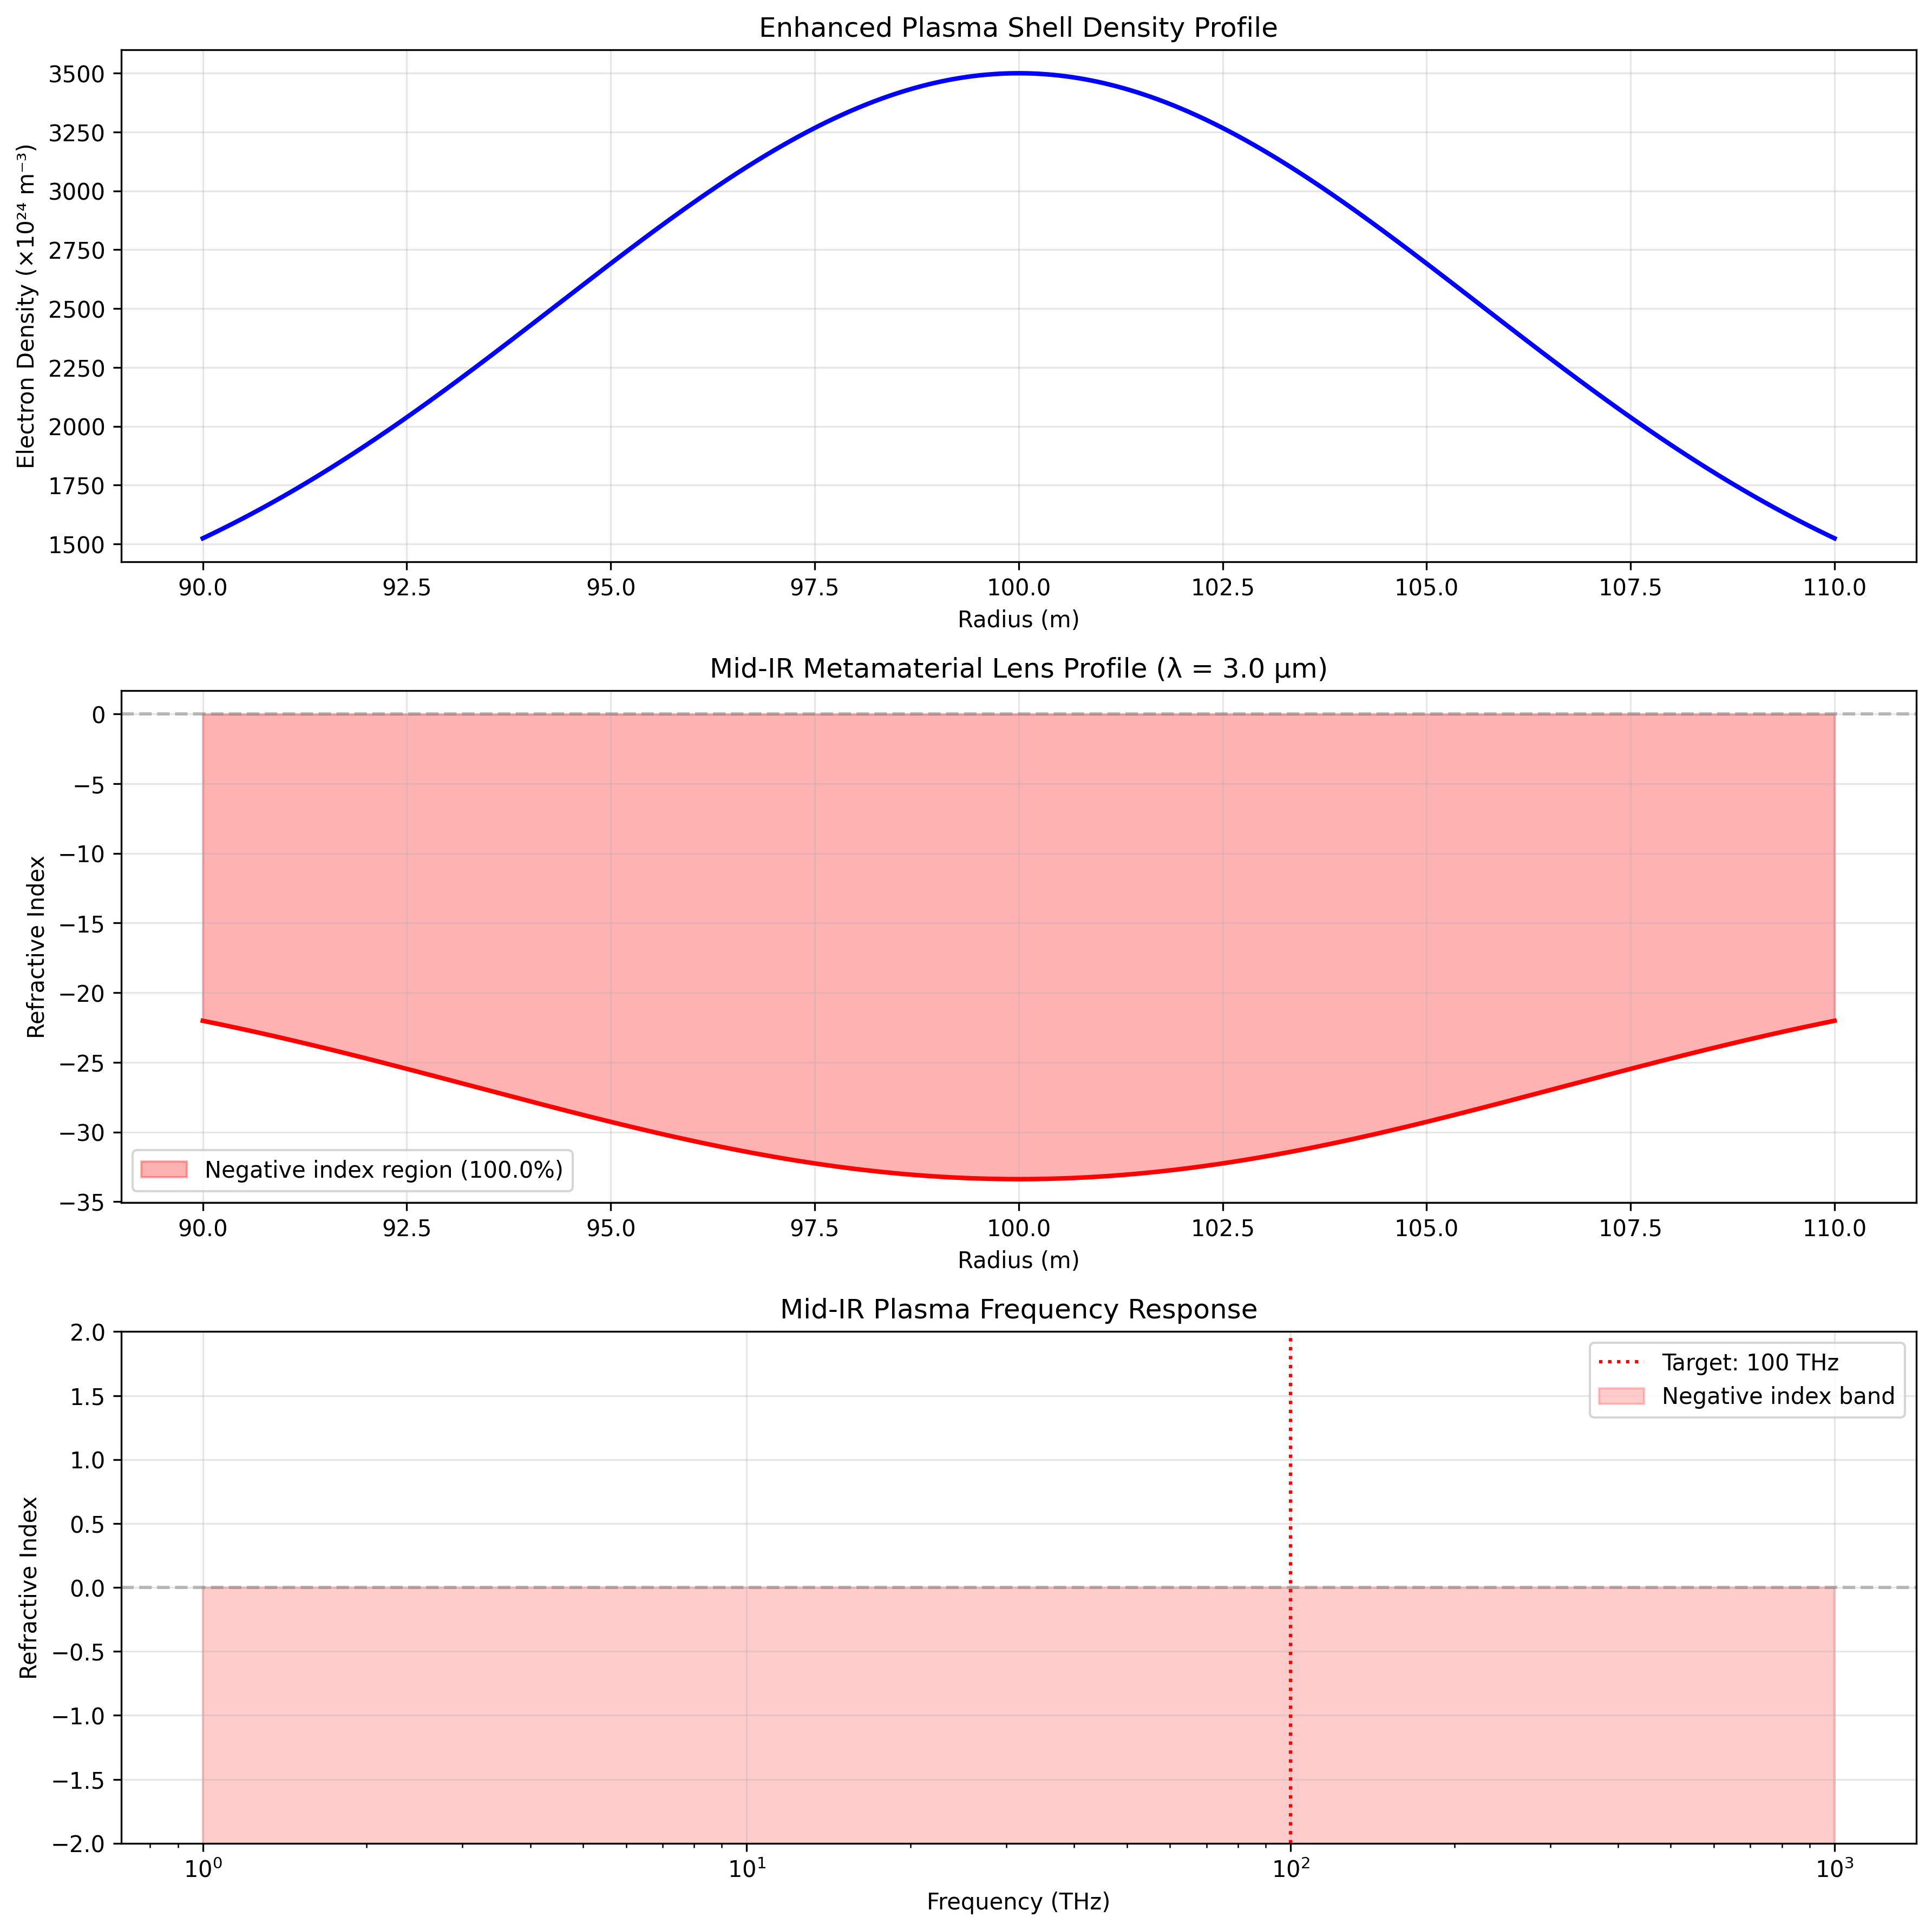 Enhanced Plasma Shell Density Profile
Electron Density (×10²⁴ m⁻³)
3500
3250
3000
2750
2500
2250
2000
1750
1500
90.0 92.5 95.0 97.5 100.0 102.5 105.0 107.5 110.0
Radius (m)
Mid-IR Metamaterial Lens Profile (λ = 3.0 μm)
Refractive Index
0
−5
−10
−15
−20
−25
−30
−35
Negative index region (100.0%)
90.0 92.5 95.0 97.5 100.0 102.5 105.0 107.5 110.0
Radius (m)
Mid-IR Plasma Frequency Response
Refractive Index
2.0
1.5
1.0
0.5
0.0
−0.5
−1.0
−1.5
−2.0
Target: 100 THz
Negative index band
10⁰ 10¹ 10² 10³
Frequency (THz)